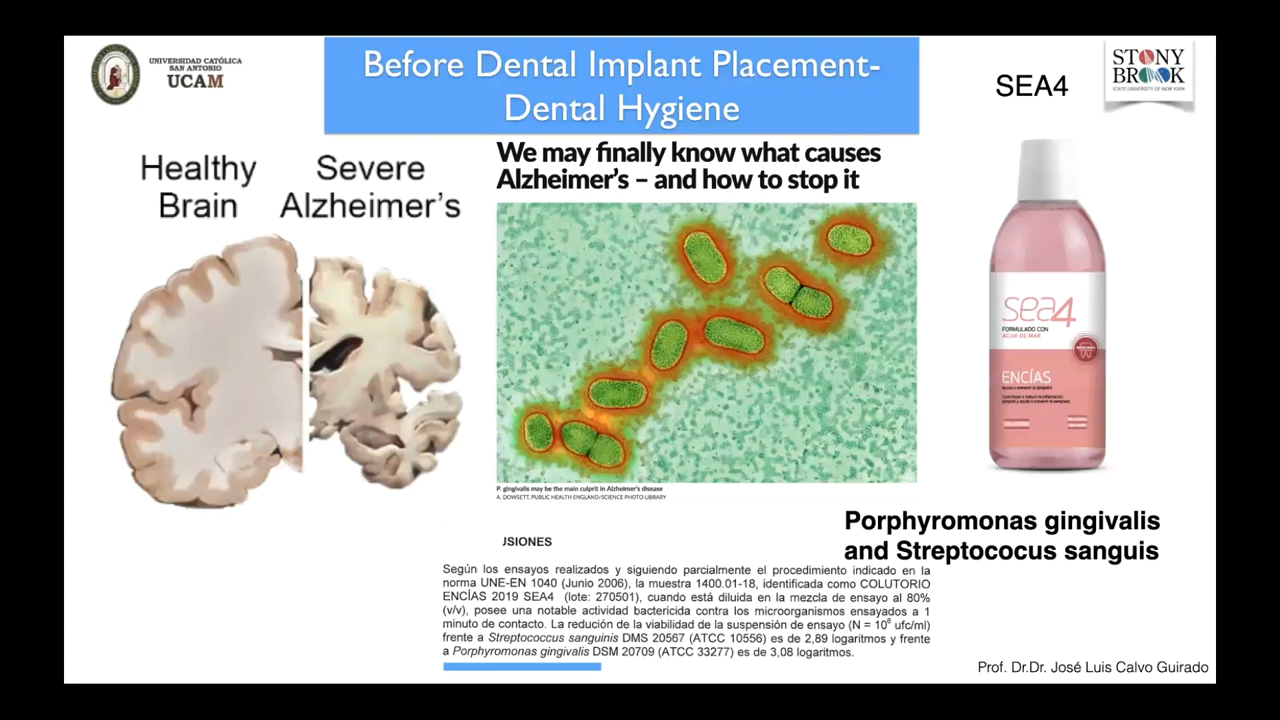 UNIVERSIDAD CATÓLICA
SAN ANTONIO
UCAM
Before Dental Implant Placement-
Dental Hygiene
SEA4
STONY
BROOK
STATE UNIVERSITY OF NEW YORK
Healthy
Brain
Severe
Alzheimer's
We may finally know what causes
Alzheimer's – and how to stop it
P. gingivalis may be the main culprit in Alzheimer's disease
A. DOWSETT, PUBLIC HEALTH ENGLAND/SCIENCE PHOTO LIBRARY
sea4
FORMULADO CON
AGUA DE MAR
ENCÍAS
Porphyromonas gingivalis
and Streptococus sanguis
JSIONES
Según los ensayos realizados y siguiendo parcialmente el procedimiento indicado en la
norma UNE-EN 1040 (Junio 2006), la muestra 1400.01-18, identificada como COLUTORIO
ENCÍAS 2019 SEA4 (lote: 270501), cuando está diluida en la mezcla de ensayo al 80%
(v/v), posee una notable actividad bactericida contra los microorganismos ensayados a 1
minuto de contacto. La redución de la viabilidad de la suspensión de ensayo (N = 10⁶ ufc/ml)
frente a Streptococcus sanguinis DMS 20567 (ATCC 10556) es de 2,89 logaritmos y frente
a Porphyromonas gingivalis DSM 20709 (ATCC 33277) es de 3,08 logaritmos.
Prof. Dr.Dr. José Luis Calvo Guirado